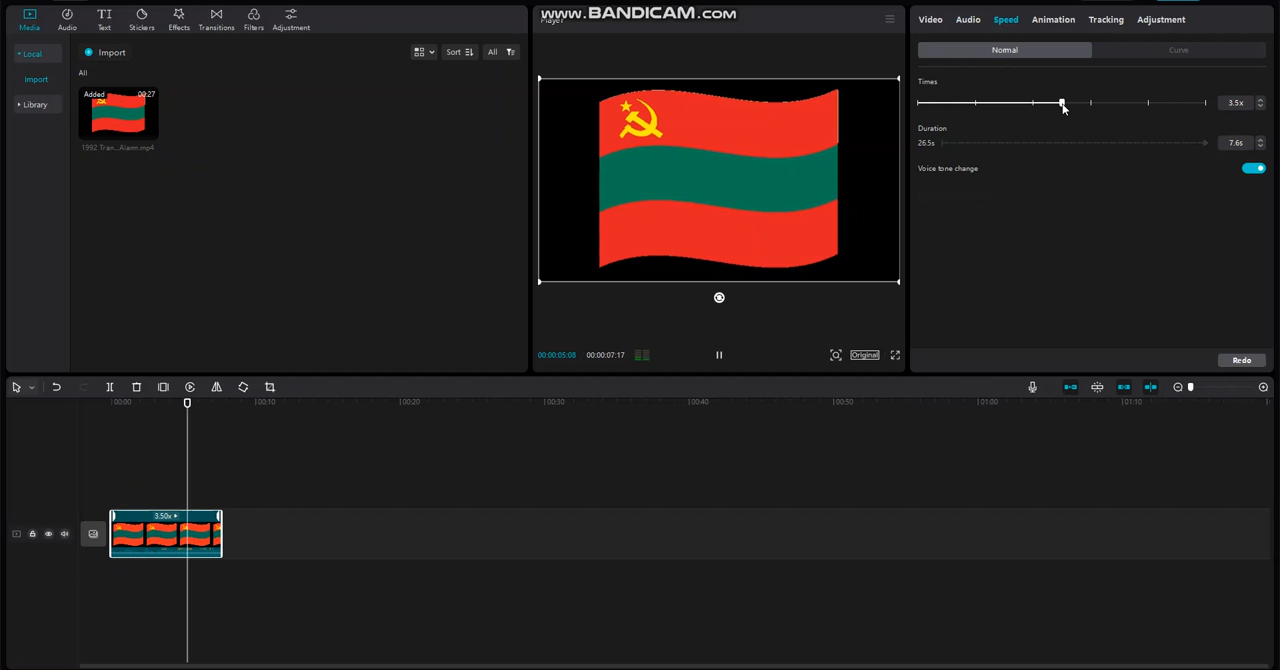 www.BANDICAM.com
Media
Audio
Text
Stickers
Effects
Transitions
Filters
Adjustment
Local
Import
Library
Import
Sort
All
All
Added 00:27
1992 Tran...Alarm.mp4
00:00:05:08 00:00:07:17
Original
Video Audio Speed Animation Tracking Adjustment
Normal Curve
Times
3.5x
Duration
26.5s 7.6s
Voice tone change
Redo
00:00 00:10 00:20 00:30 00:40 00:50 01:00 01:10
3.50x